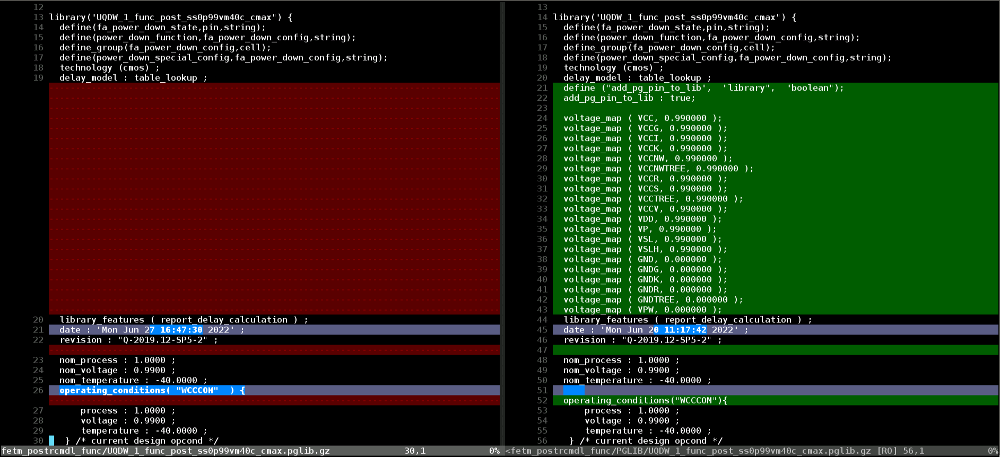 12
13 library("UQDW_1_func_post_ss0p99vm40c_cmax") {
14   define(fa_power_down_state,pin,string);
15   define(power_down_function,fa_power_down_config,string);
16   define_group(fa_power_down_config,cell);
17   define(power_down_special_config,fa_power_down_config,string);
18   technology (cmos) ;
19   delay_model : table_lookup ;
20   library_features ( report_delay_calculation ) ;
21   date : "Mon Jun 27 16:47:30 2022" ;
22   revision : "Q-2019.12-SP5-2" ;
23   nom_process : 1.0000 ;
24   nom_voltage : 0.9900 ;
25   nom_temperature : -40.0000 ;
26   operating_conditions( "WCCCOM"  ) {
27       process : 1.0000 ;
28       voltage : 0.9900 ;
29       temperature : -40.0000 ;
30    } /* current design opcond */
fetm_postrcmdl_func/UQDW_1_func_post_ss0p99vm40c_cmax.pglib.gz 30,1 0%
13
14 library("UQDW_1_func_post_ss0p99vm40c_cmax") {
15   define(fa_power_down_state,pin,string);
16   define(power_down_function,fa_power_down_config,string);
17   define_group(fa_power_down_config,cell);
18   define(power_down_special_config,fa_power_down_config,string);
19   technology (cmos) ;
20   delay_model : table_lookup ;
21   define ("add_pg_pin_to_lib",  "library",  "boolean");
22   add_pg_pin_to_lib : true;
23
24   voltage_map ( VCC, 0.990000 );
25   voltage_map ( VCCG, 0.990000 );
26   voltage_map ( VCCI, 0.990000 );
27   voltage_map ( VCCK, 0.990000 );
28   voltage_map ( VCCNW, 0.990000 );
29   voltage_map ( VCCNWTREE, 0.990000 );
30   voltage_map ( VCCR, 0.990000 );
31   voltage_map ( VCCS, 0.990000 );
32   voltage_map ( VCCTREE, 0.990000 );
33   voltage_map ( VCCV, 0.990000 );
34   voltage_map ( VDD, 0.990000 );
35   voltage_map ( VP, 0.990000 );
36   voltage_map ( VSL, 0.990000 );
37   voltage_map ( VSLH, 0.990000 );
38   voltage_map ( GND, 0.000000 );
39   voltage_map ( GNDG, 0.000000 );
40   voltage_map ( GNDK, 0.000000 );
41   voltage_map ( GNDR, 0.000000 );
42   voltage_map ( GNDTREE, 0.000000 );
43   voltage_map ( VPW, 0.000000 );
44   library_features ( report_delay_calculation ) ;
45   date : "Mon Jun 20 11:17:42 2022" ;
46   revision : "Q-2019.12-SP5-2" ;
47
48   nom_process : 1.0000 ;
49   nom_voltage : 0.9900 ;
50   nom_temperature : -40.0000 ;
51
52   operating_conditions("WCCCOM"){
53       process : 1.0000 ;
54       voltage : 0.9900 ;
55       temperature : -40.0000 ;
56    } /* current design opcond */
<fetm_postrcmdl_func/PGLIB/UQDW_1_func_post_ss0p99vm40c_cmax.pglib.gz [RO] 56,1 0%